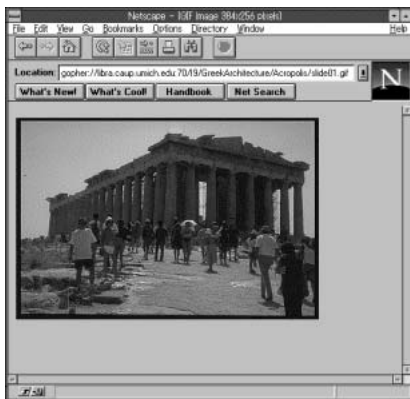 Netscape - [GIF image 384x256 pixels]
File Edit View Go Bookmarks Options Directory Window Help
Location: gopher://libra.caup.umich.edu:70/I9/GreekArchitecture/Acropolis/slide01.gif
N
What's New! What's Cool! Handbook Net Search